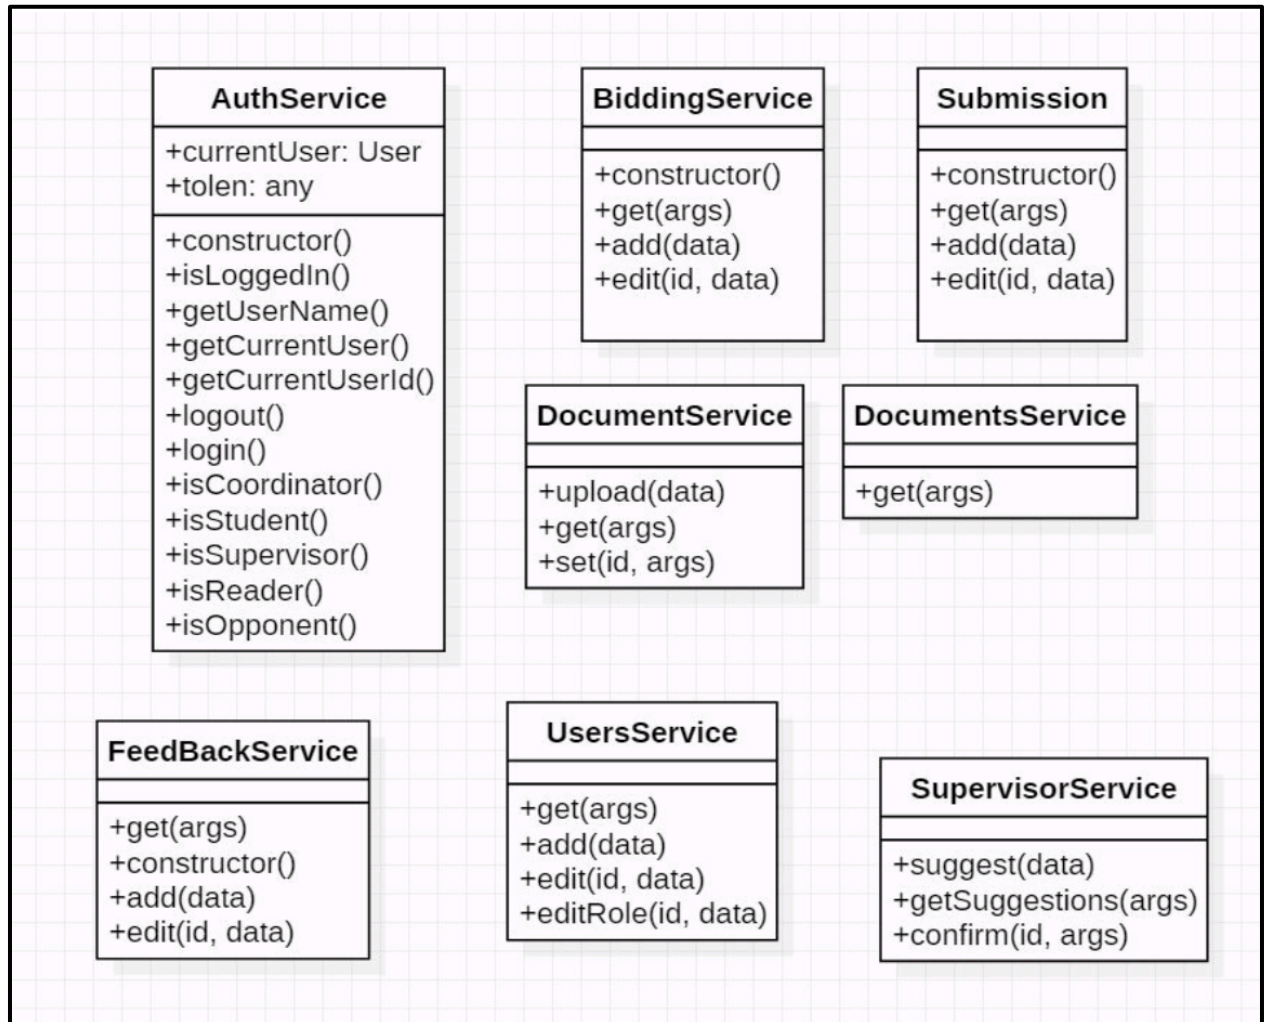 AuthService
+currentUser: User
+tolen: any
+constructor()
+isLoggedIn()
+getUserName()
+getCurrentUser()
+getCurrentUserId()
+logout()
+login()
+isCoordinator()
+isStudent()
+isSupervisor()
+isReader()
+isOpponent()
BiddingService
+constructor()
+get(args)
+add(data)
+edit(id, data)
Submission
+constructor()
+get(args)
+add(data)
+edit(id, data)
DocumentService
+upload(data)
+get(args)
+set(id, args)
DocumentsService
+get(args)
FeedBackService
+get(args)
+constructor()
+add(data)
+edit(id, data)
UsersService
+get(args)
+add(data)
+edit(id, data)
+editRole(id, data)
SupervisorService
+suggest(data)
+getSuggestions(args)
+confirm(id, args)